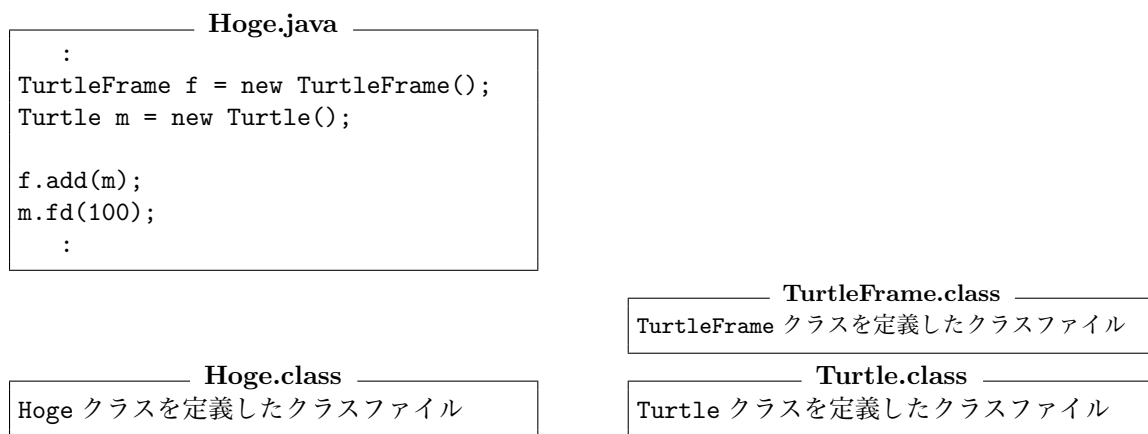 Hoge.java
:
TurtleFrame f = new TurtleFrame();
Turtle m = new Turtle();
f.add(m);
m.fd(100);
:
TurtleFrame.class
TurtleFrame クラスを定義したクラスファイル
Hoge.class
Hoge クラスを定義したクラスファイル
Turtle.class
Turtle クラスを定義したクラスファイル